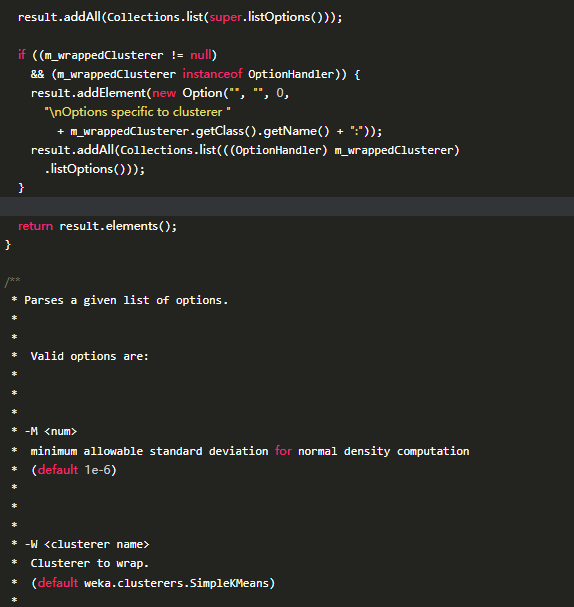 result.addAll(Collections.list(super.listOptions()));
if ((m_wrappedClusterer != null)
&& (m_wrappedClusterer instanceof OptionHandler)) {
result.addElement(new Option("", "", 0,
"\nOptions specific to clusterer "
+ m_wrappedClusterer.getClass().getName() + ":"));
result.addAll(Collections.list(((OptionHandler) m_wrappedClusterer)
.listOptions()));
}
return result.elements();
}
/**
* Parses a given list of options.
*
*
* Valid options are:
*
*
*
* -M <num>
* minimum allowable standard deviation for normal density computation
* (default 1e-6)
*
*
*
* -W <clusterer name>
* Clusterer to wrap.
* (default weka.clusterers.SimpleKMeans)
*